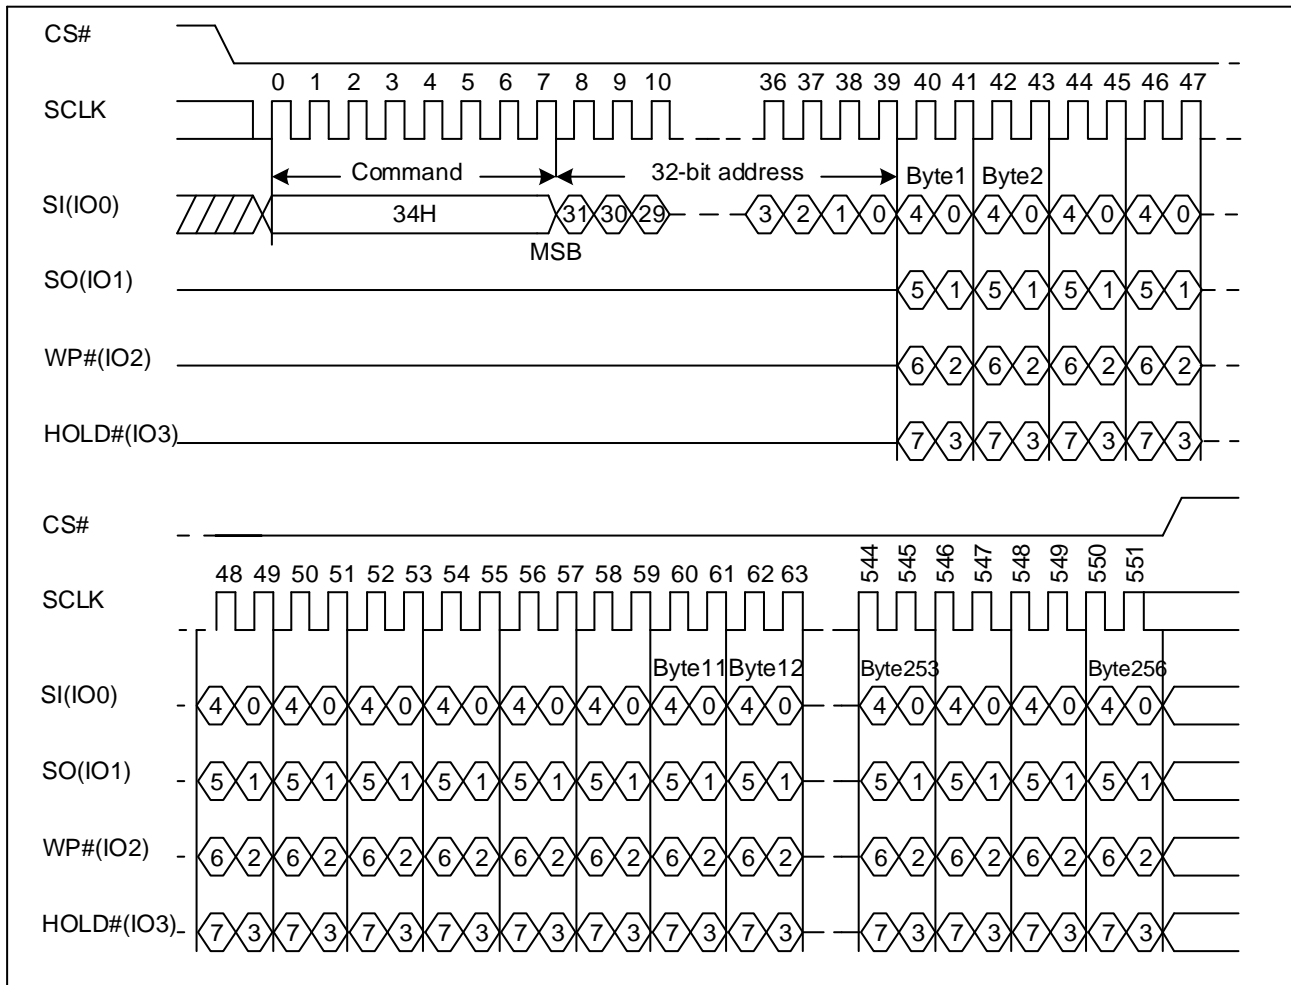 CS#
0 1 2 3 4 5 6 7 8 9 10 36 37 38 39 40 41 42 43 44 45 46 47
SCLK
Command 32-bit address Byte1 Byte2
SI(IO0) 34H 31 30 29 3 2 1 0 4 0 4 0 4 0 4 0
MSB
SO(IO1) 5 1 5 1 5 1 5 1
WP#(IO2) 6 2 6 2 6 2 6 2
HOLD#(IO3) 7 3 7 3 7 3 7 3
CS#
48 49 50 51 52 53 54 55 56 57 58 59 60 61 62 63 544 545 546 547 548 549 550 551
SCLK
Byte11 Byte12 Byte253 Byte256
SI(IO0) 4 0 4 0 4 0 4 0 4 0 4 0 4 0 4 0 4 0 4 0 4 0 4 0
SO(IO1) 5 1 5 1 5 1 5 1 5 1 5 1 5 1 5 1 5 1 5 1 5 1 5 1
WP#(IO2) 6 2 6 2 6 2 6 2 6 2 6 2 6 2 6 2 6 2 6 2 6 2 6 2
HOLD#(IO3) 7 3 7 3 7 3 7 3 7 3 7 3 7 3 7 3 7 3 7 3 7 3 7 3